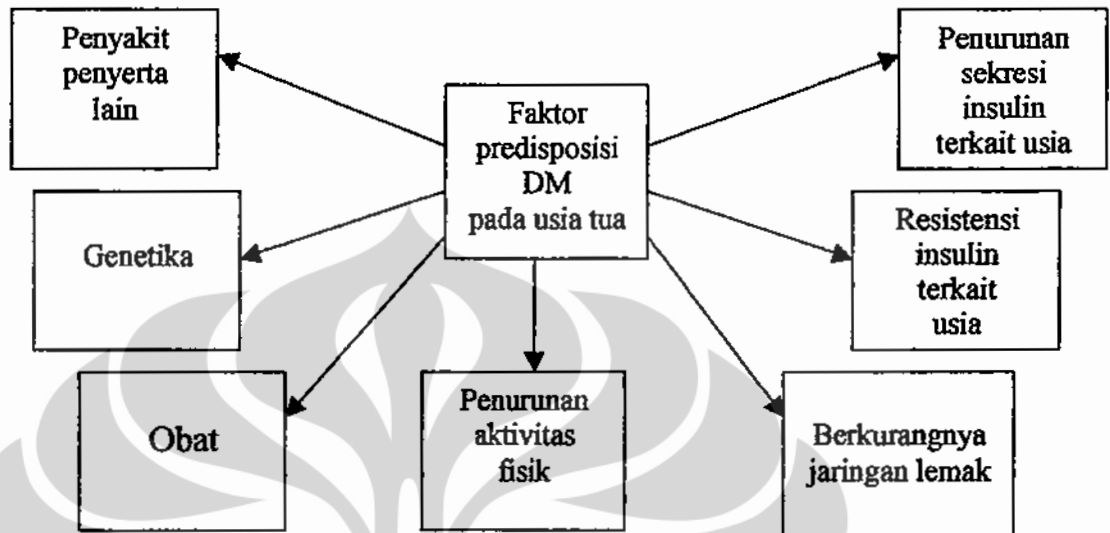 Penyakit
penyerta
lain
Faktor
predisposisi
DM
pada usia tua
Penurunan
sekresi
insulin
terkait usia
Genetika
Resistensi
insulin
terkait
usia
Obat
Penurunan
aktivitas
fisik
Berkurangnya
jaringan lemak